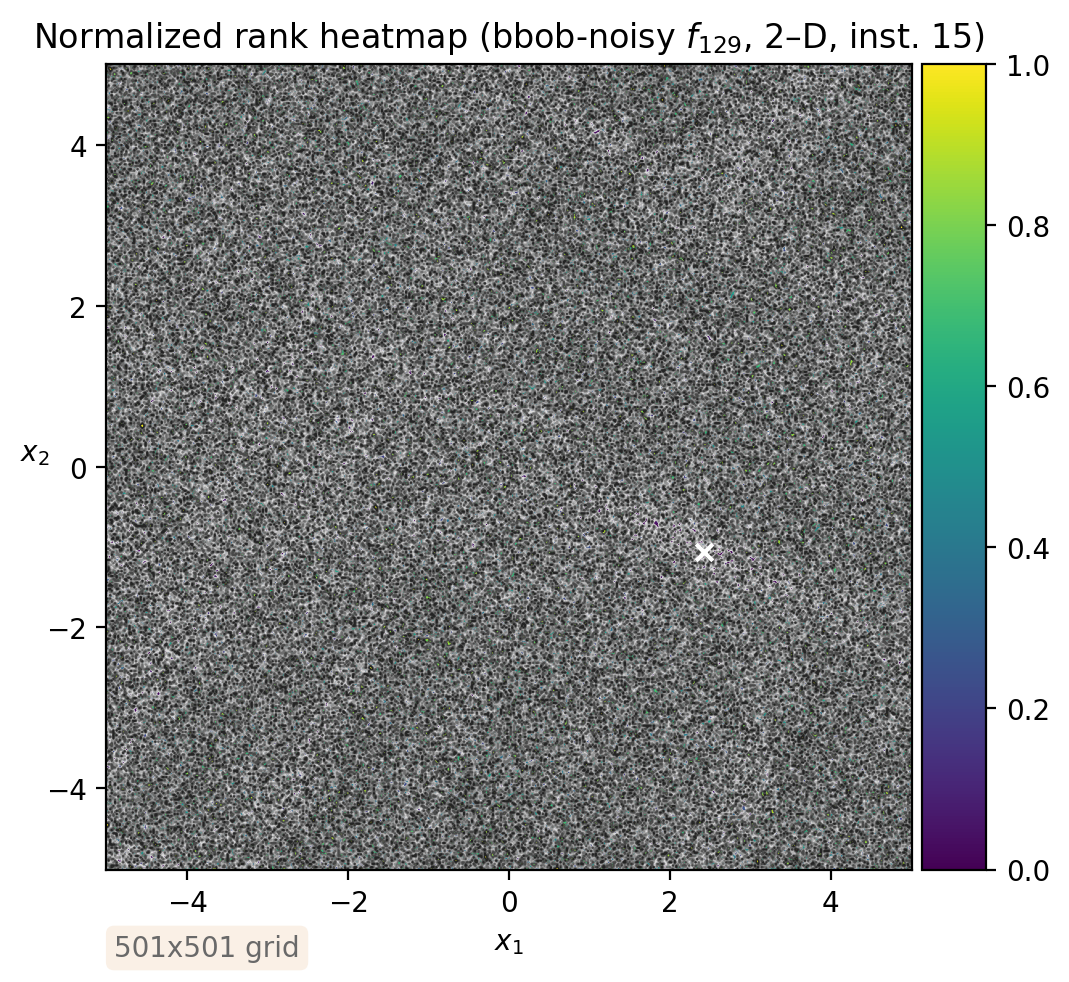 Normalized rank heatmap (bbob-noisy f₁₂₉, 2–D, inst. 15)
1.0
0.8
0.6
0.4
0.2
0.0
x₂
4
2
0
−2
−4
−4 −2 0 2 4
x₁
501x501 grid